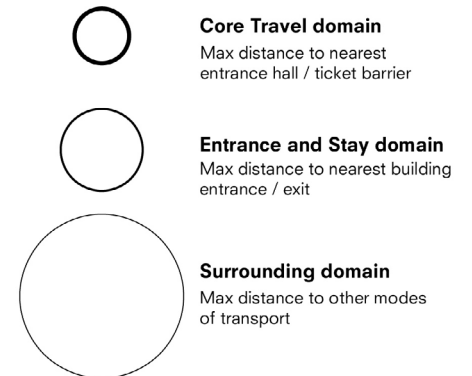 Core Travel domain
Max distance to nearest
entrance hall / ticket barrier
Entrance and Stay domain
Max distance to nearest building
entrance / exit
Surrounding domain
Max distance to other modes
of transport